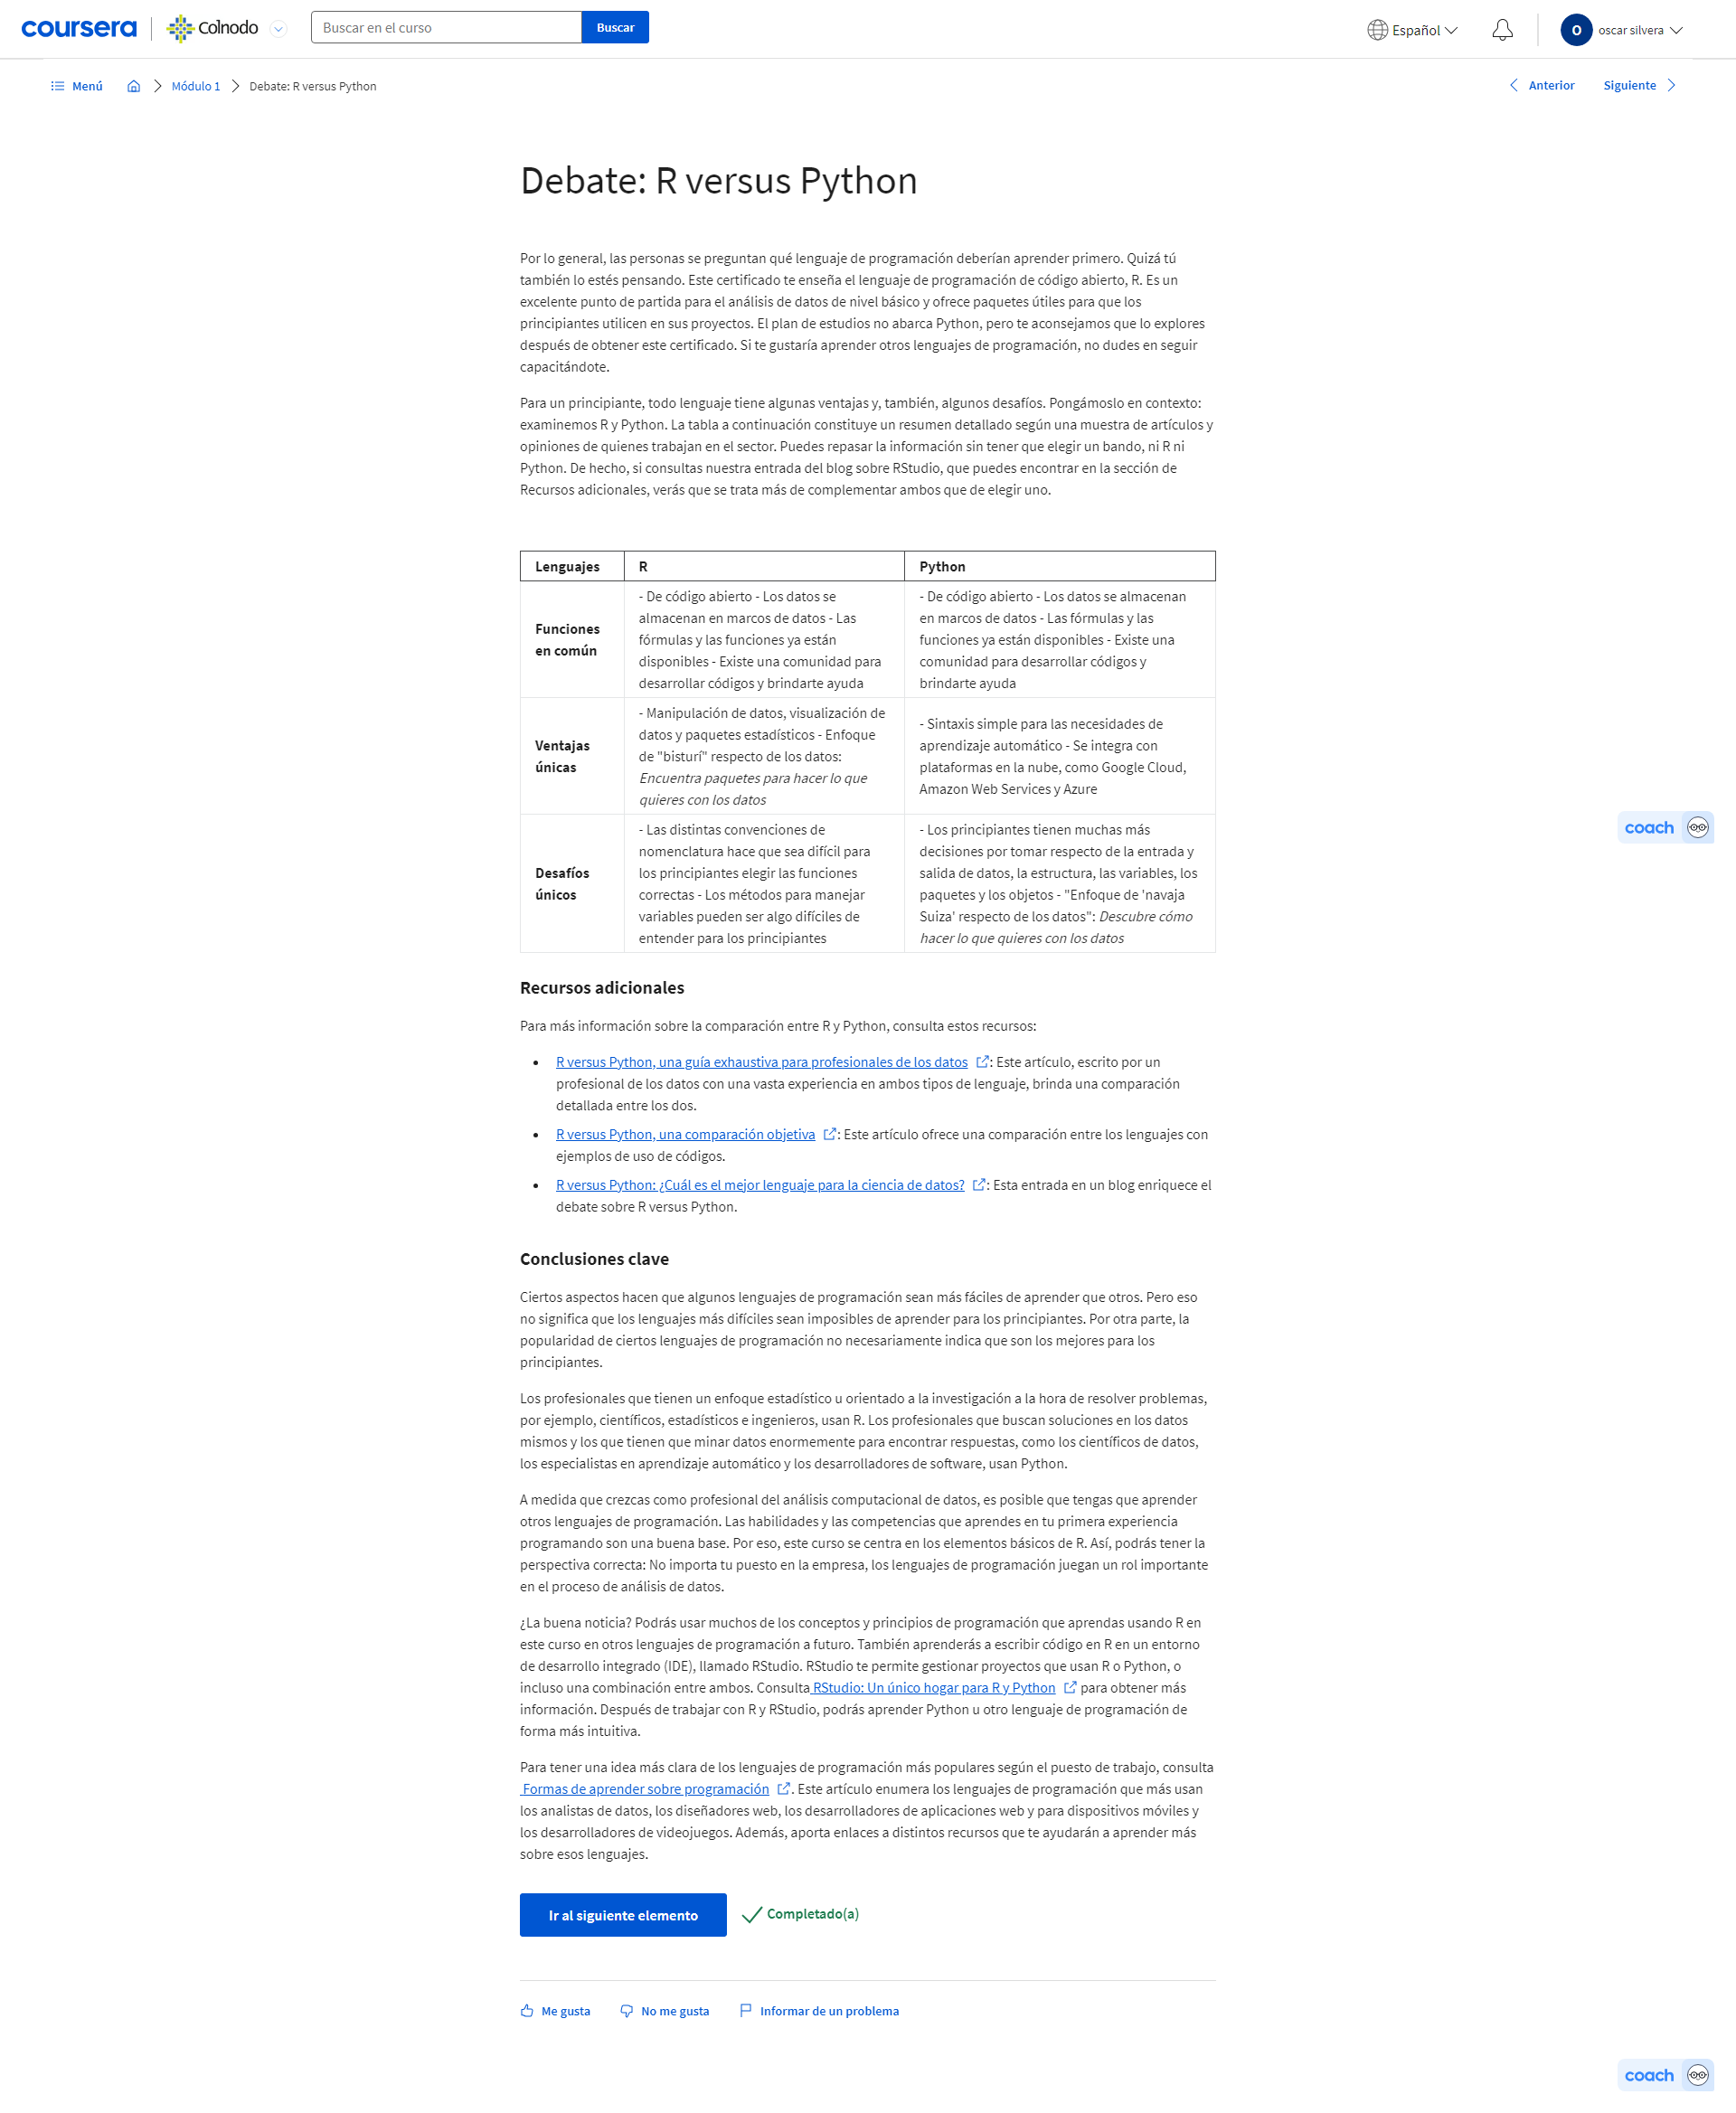 coursera
Colnodo
Buscar en el curso
Buscar
Español
O
oscar silvera
Menú
Módulo 1
Debate: R versus Python
Anterior
Siguiente
Debate: R versus Python
Por lo general, las personas se preguntan qué lenguaje de programación deberían aprender primero. Quizá tú
también lo estés pensando. Este certificado te enseña el lenguaje de programación de código abierto, R. Es un
excelente punto de partida para el análisis de datos de nivel básico y ofrece paquetes útiles para que los
principiantes utilicen en sus proyectos. El plan de estudios no abarca Python, pero te aconsejamos que lo explores
después de obtener este certificado. Si te gustaría aprender otros lenguajes de programación, no dudes en seguir
capacitándote.
Para un principiante, todo lenguaje tiene algunas ventajas y, también, algunos desafíos. Pongámoslo en contexto:
examinemos R y Python. La tabla a continuación constituye un resumen detallado según una muestra de artículos y
opiniones de quienes trabajan en el sector. Puedes repasar la información sin tener que elegir un bando, ni R ni
Python. De hecho, si consultas nuestra entrada del blog sobre RStudio, que puedes encontrar en la sección de
Recursos adicionales, verás que se trata más de complementar ambos que de elegir uno.
Lenguajes
R
Python
Funciones
en común
- De código abierto - Los datos se
almacenan en marcos de datos - Las
fórmulas y las funciones ya están
disponibles - Existe una comunidad para
desarrollar códigos y brindarte ayuda
- De código abierto - Los datos se almacenan
en marcos de datos - Las fórmulas y las
funciones ya están disponibles - Existe una
comunidad para desarrollar códigos y
brindarte ayuda
Ventajas
únicas
- Manipulación de datos, visualización de
datos y paquetes estadísticos - Enfoque
de "bisturí" respecto de los datos:
Encuentra paquetes para hacer lo que
quieres con los datos
- Sintaxis simple para las necesidades de
aprendizaje automático - Se integra con
plataformas en la nube, como Google Cloud,
Amazon Web Services y Azure
Desafíos
únicos
- Las distintas convenciones de
nomenclatura hace que sea difícil para
los principiantes elegir las funciones
correctas - Los métodos para manejar
variables pueden ser algo difíciles de
entender para los principiantes
- Los principiantes tienen muchas más
decisiones por tomar respecto de la entrada y
salida de datos, la estructura, las variables, los
paquetes y los objetos - "Enfoque de 'navaja
Suiza' respecto de los datos": Descubre cómo
hacer lo que quieres con los datos
coach
Recursos adicionales
Para más información sobre la comparación entre R y Python, consulta estos recursos:
• R versus Python, una guía exhaustiva para profesionales de los datos : Este artículo, escrito por un
profesional de los datos con una vasta experiencia en ambos tipos de lenguaje, brinda una comparación
detallada entre los dos.
• R versus Python, una comparación objetiva : Este artículo ofrece una comparación entre los lenguajes con
ejemplos de uso de códigos.
• R versus Python: ¿Cuál es el mejor lenguaje para la ciencia de datos? : Esta entrada en un blog enriquece el
debate sobre R versus Python.
Conclusiones clave
Ciertos aspectos hacen que algunos lenguajes de programación sean más fáciles de aprender que otros. Pero eso
no significa que los lenguajes más difíciles sean imposibles de aprender para los principiantes. Por otra parte, la
popularidad de ciertos lenguajes de programación no necesariamente indica que son los mejores para los
principiantes.
Los profesionales que tienen un enfoque estadístico u orientado a la investigación a la hora de resolver problemas,
por ejemplo, científicos, estadísticos e ingenieros, usan R. Los profesionales que buscan soluciones en los datos
mismos y los que tienen que minar datos enormemente para encontrar respuestas, como los científicos de datos,
los especialistas en aprendizaje automático y los desarrolladores de software, usan Python.
A medida que crezcas como profesional del análisis computacional de datos, es posible que tengas que aprender
otros lenguajes de programación. Las habilidades y las competencias que aprendes en tu primera experiencia
programando son una buena base. Por eso, este curso se centra en los elementos básicos de R. Así, podrás tener la
perspectiva correcta: No importa tu puesto en la empresa, los lenguajes de programación juegan un rol importante
en el proceso de análisis de datos.
¿La buena noticia? Podrás usar muchos de los conceptos y principios de programación que aprendas usando R en
este curso en otros lenguajes de programación a futuro. También aprenderás a escribir código en R en un entorno
de desarrollo integrado (IDE), llamado RStudio. RStudio te permite gestionar proyectos que usan R o Python, o
incluso una combinación entre ambos. Consulta RStudio: Un único hogar para R y Python para obtener más
información. Después de trabajar con R y RStudio, podrás aprender Python u otro lenguaje de programación de
forma más intuitiva.
Para tener una idea más clara de los lenguajes de programación más populares según el puesto de trabajo, consulta
Formas de aprender sobre programación . Este artículo enumera los lenguajes de programación que más usan
los analistas de datos, los diseñadores web, los desarrolladores de aplicaciones web y para dispositivos móviles y
los desarrolladores de videojuegos. Además, aporta enlaces a distintos recursos que te ayudarán a aprender más
sobre esos lenguajes.
Ir al siguiente elemento
Completado(a)
Me gusta
No me gusta
Informar de un problema
coach